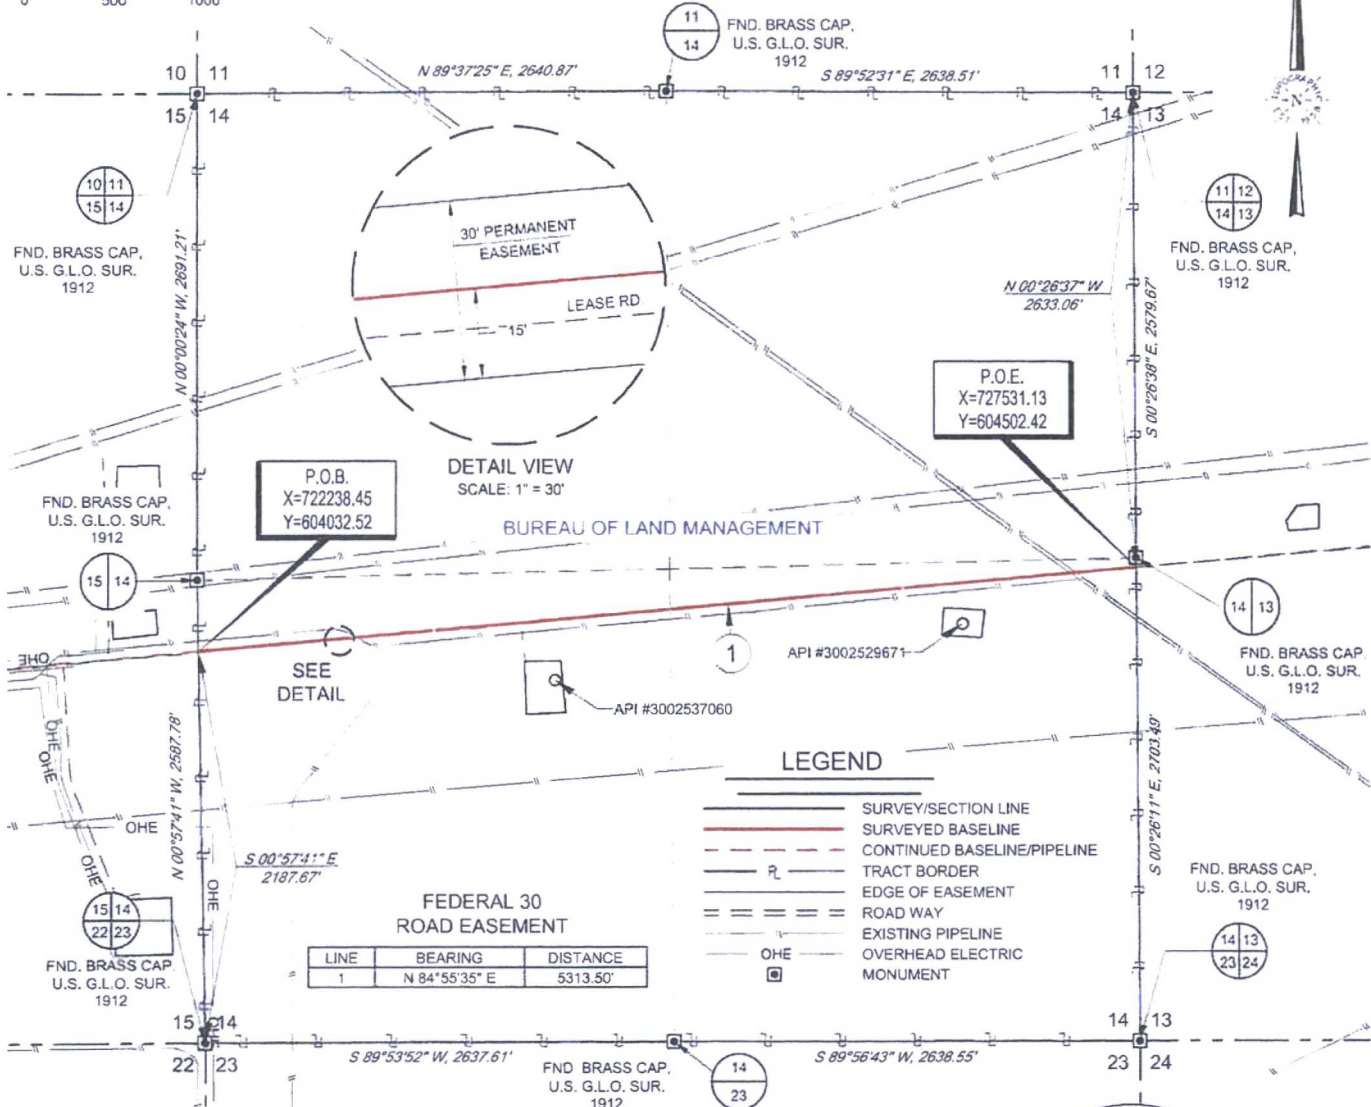 0 500 1000
11
14
FND. BRASS CAP,
U.S. G.L.O. SUR.
1912
10 11
15 14
N 89°37'25" E, 2640.87'
S 89°52'31" E, 2638.51'
11 12
14 13
N
10 11
15 14
FND. BRASS CAP,
U.S. G.L.O. SUR.
1912
N 00°00'24" W, 2691.21'
30' PERMANENT
EASEMENT
LEASE RD
15'
DETAIL VIEW
SCALE: 1" = 30'
11 12
14 13
FND. BRASS CAP,
U.S. G.L.O. SUR.
1912
N 00°26'37" W
2633.06'
S 00°26'38" E, 2579.67'
P.O.E.
X=727531.13
Y=604502.42
P.O.B.
X=722238.45
Y=604032.52
FND. BRASS CAP,
U.S. G.L.O. SUR.
1912
15 14
BUREAU OF LAND MANAGEMENT
14 13
FND. BRASS CAP
U.S. G.L.O. SUR.
1912
OHE
SEE
DETAIL
1
API #3002529671
API #3002537060
OHE
OHE
OHE
OHE
OHE
OHE
N 00°57'41" W, 2587.78'
S 00°57'41" E
2187.67'
S 00°26'11" E, 2703.49'
LEGEND
SURVEY/SECTION LINE
SURVEYED BASELINE
CONTINUED BASELINE/PIPELINE
PL TRACT BORDER
EDGE OF EASEMENT
ROAD WAY
EXISTING PIPELINE
OHE OVERHEAD ELECTRIC
MONUMENT
FEDERAL 30
ROAD EASEMENT
LINE BEARING DISTANCE
1 N 84°55'35" E 5313.50'
15 14
22 23
FND. BRASS CAP
U.S. G.L.O. SUR.
1912
FND. BRASS CAP,
U.S. G.L.O. SUR.
1912
14 13
23 24
15 14
22 23
S 89°53'52" W, 2637.61'
S 89°56'43" W, 2638.55'
14 13
23 24
FND BRASS CAP,
U.S. G.L.O. SUR.
1912
14
23